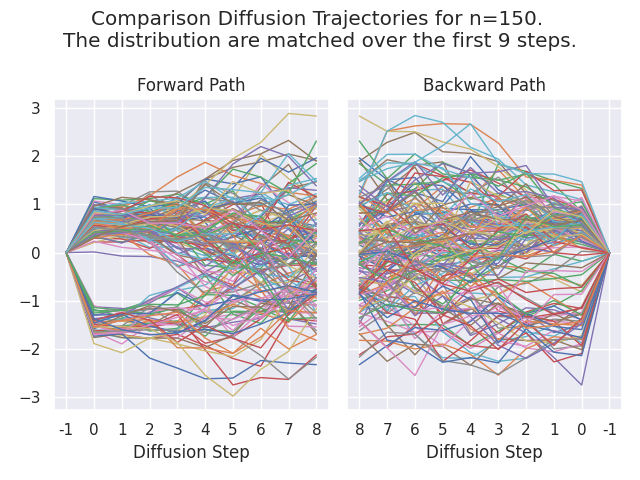 Comparison Diffusion Trajectories for n=150.
The distribution are matched over the first 9 steps.
Forward Path
Backward Path
3
2
1
0
−1
−2
−3
-1 0 1 2 3 4 5 6 7 8
8 7 6 5 4 3 2 1 0 -1
Diffusion Step
Diffusion Step